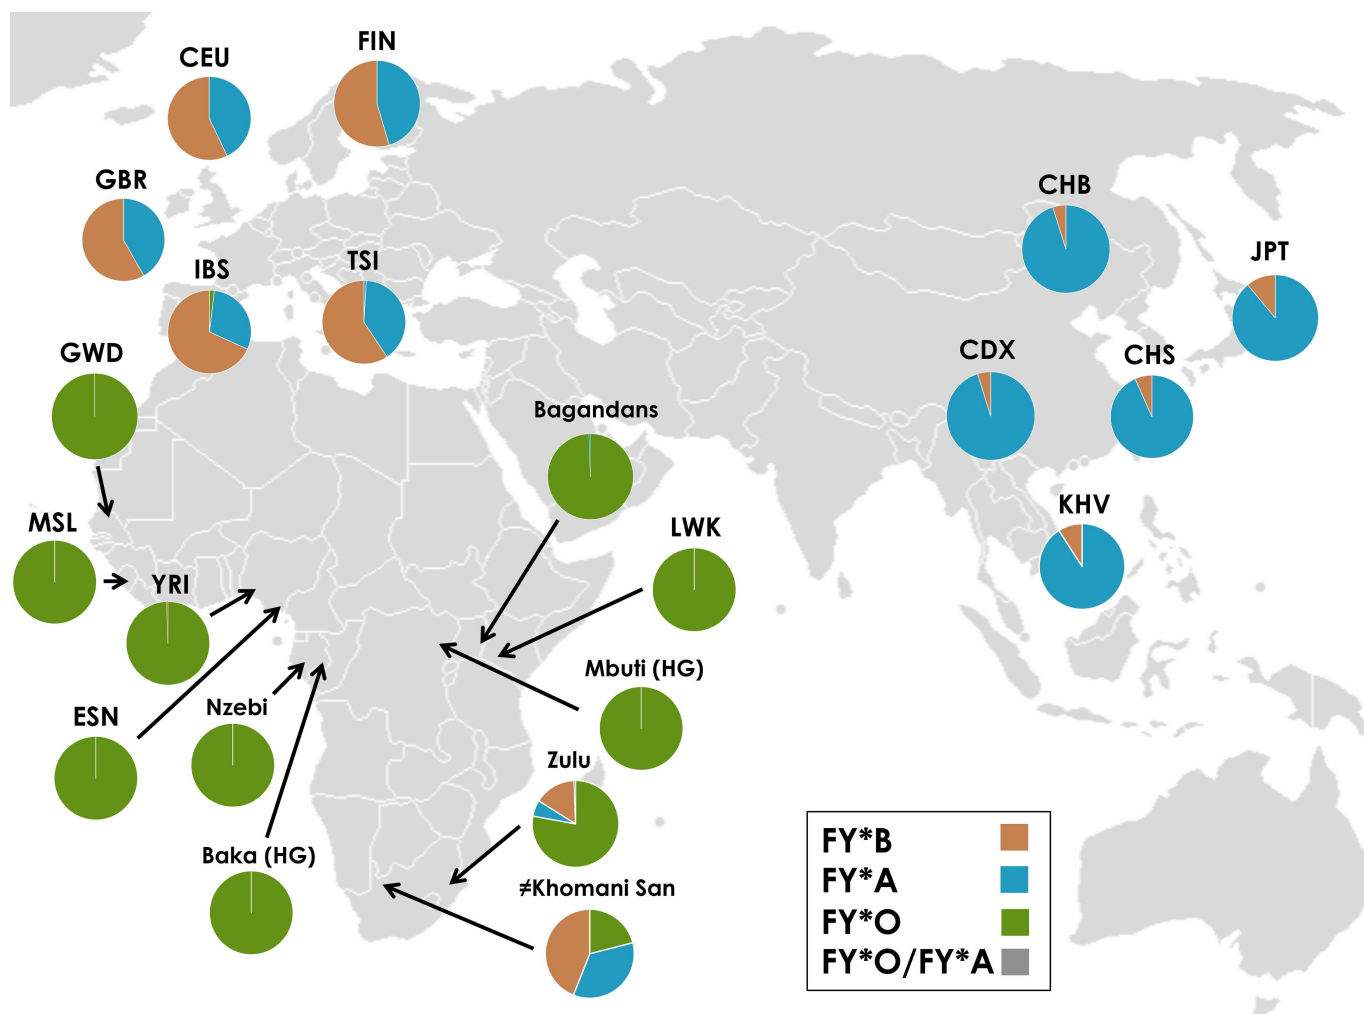 FIN
CEU
GBR
CHB
JPT
IBS
TSI
GWD
CDX
CHS
Bagandans
KHV
MSL
LWK
YRI
Mbuti (HG)
ESN
Nzebi
Zulu
Baka (HG)
≠Khomani San
FY*B
FY*A
FY*O
FY*O/FY*A